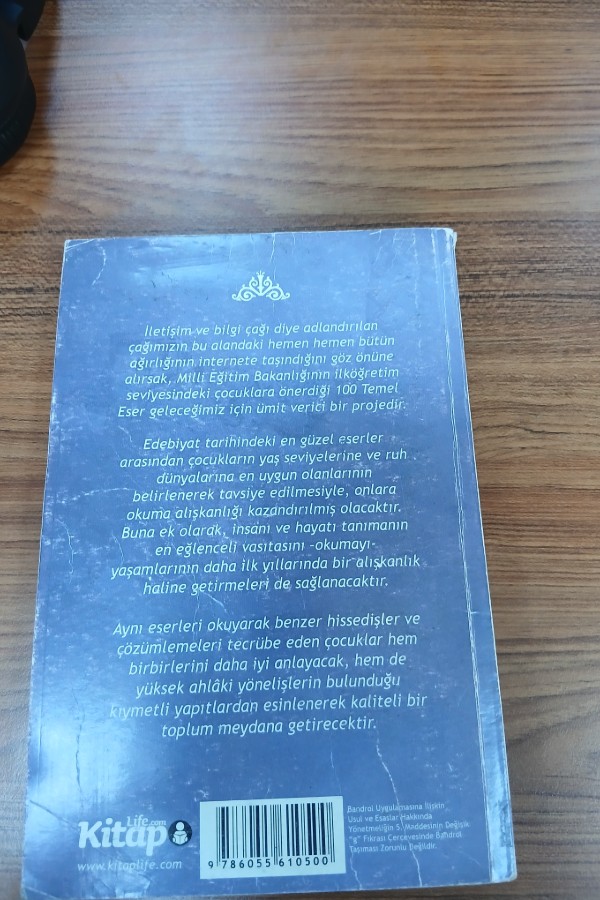 İletişim ve bilgi çağı diye adlandırılan
çağımızın bu alandaki hemen hemen bütün
ağırlığının internete taşındığını göz önüne
alırsak, Milli Eğitim Bakanlığının ilköğretim
seviyesindeki çocuklara önerdiği 100 Temel
Eser geleceğimiz için ümit verici bir projedir.
Edebiyat tarihindeki en güzel eserler
arasından çocukların yaş seviyelerine ve ruh
dünyalarına en uygun olanlarının
belirlenerek tavsiye edilmesiyle, onlara
okuma alışkanlığı kazandırılmış olacaktır.
Buna ek olarak, insanı ve hayatı tanımanın
en eğlenceli vasıtasını -okumayı-
yaşamlarının daha ilk yıllarında bir alışkanlık
haline getirmeleri de sağlanacaktır.
Aynı eserleri okuyarak benzer hissedişler ve
çözümlemeleri tecrübe eden çocuklar hem
birbirlerini daha iyi anlayacak, hem de
yüksek ahlâki yönelişlerin bulunduğu
kıymetli yapıtlardan esinlenerek kaliteli bir
toplum meydana getirecektir.
Life.com
Kitap
www.kitaplife.com
9 786055 610500
Bandrol Uygulamasına İlişkin
Usul ve Esaslar Hakkında
Yönetmeliğin 5. Maddesinin Değişik
"g" Fıkrası Çerçevesinde Bandrol
Taşıması Zorunlu Değildir.